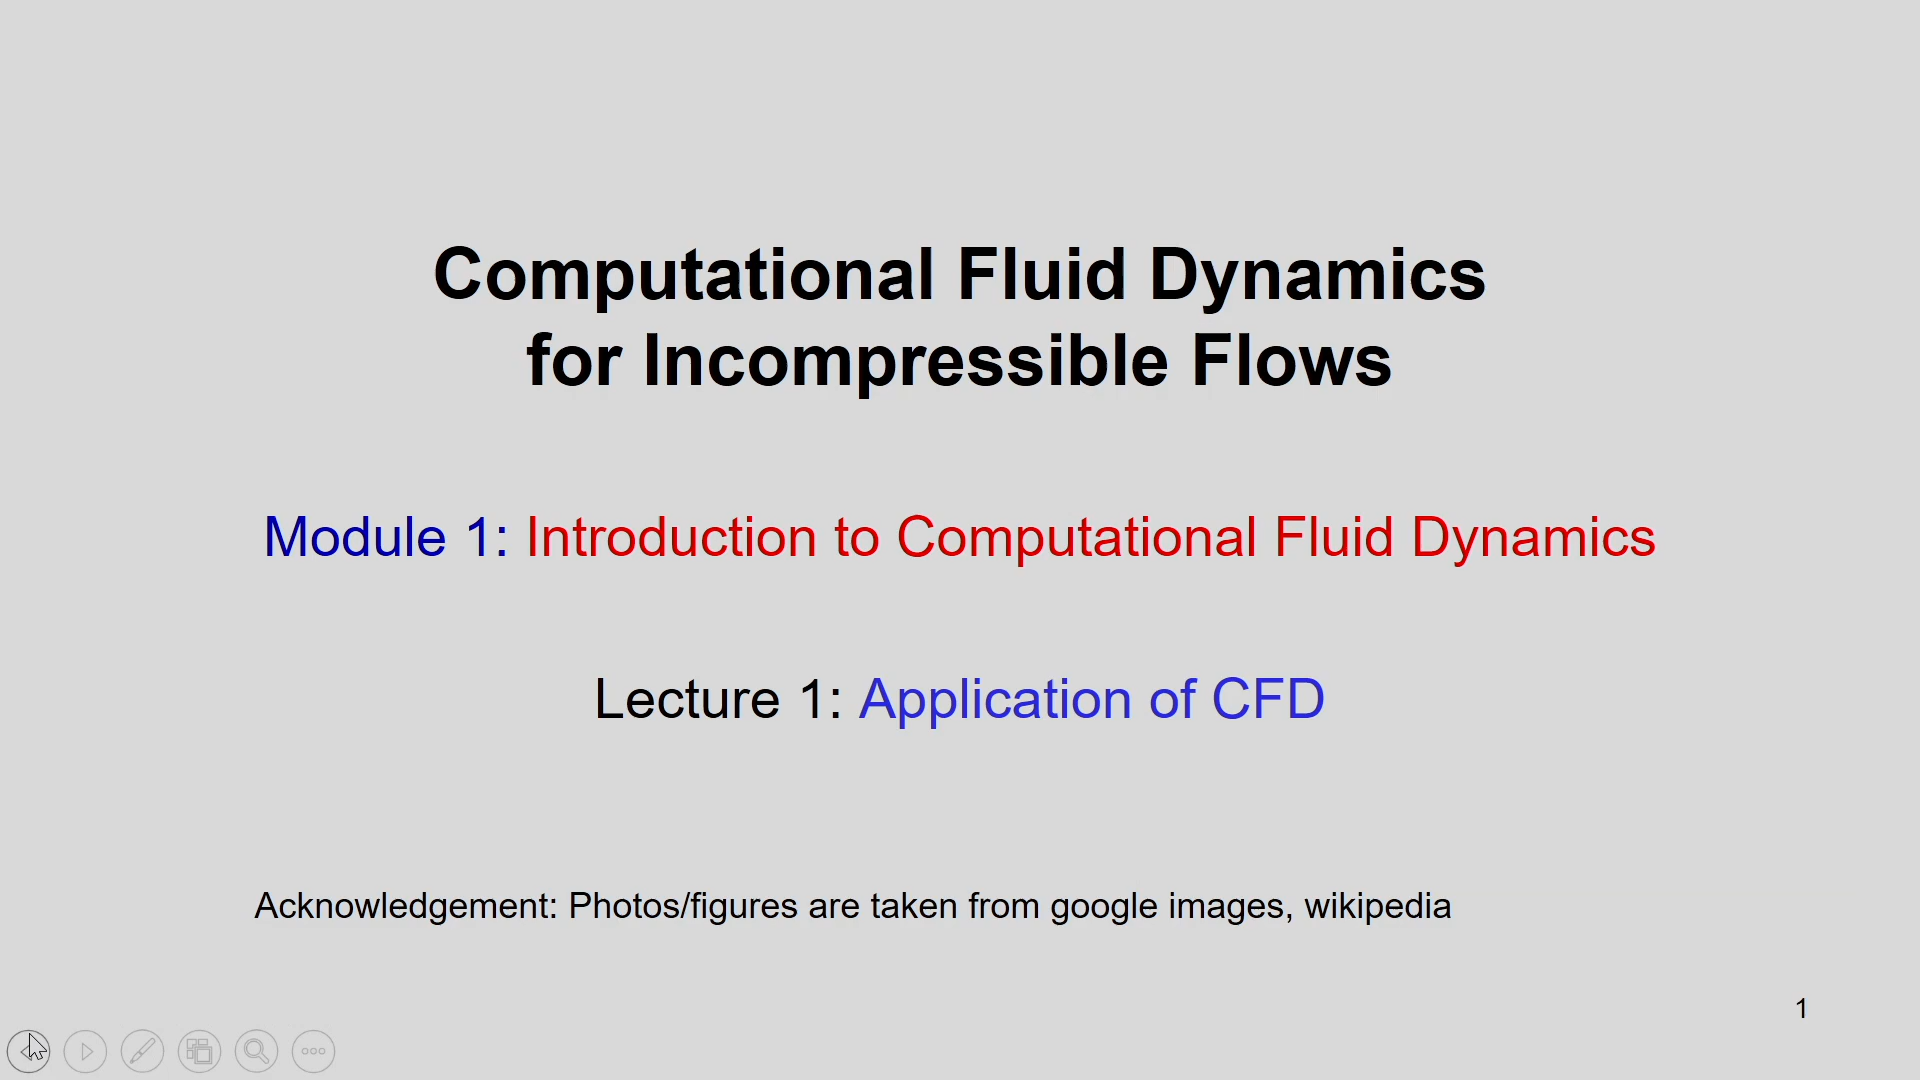 Computational Fluid Dynamics
for Incompressible Flows
Module 1: Introduction to Computational Fluid Dynamics
Lecture 1: Application of CFD
Acknowledgement: Photos/figures are taken from google images, wikipedia
1